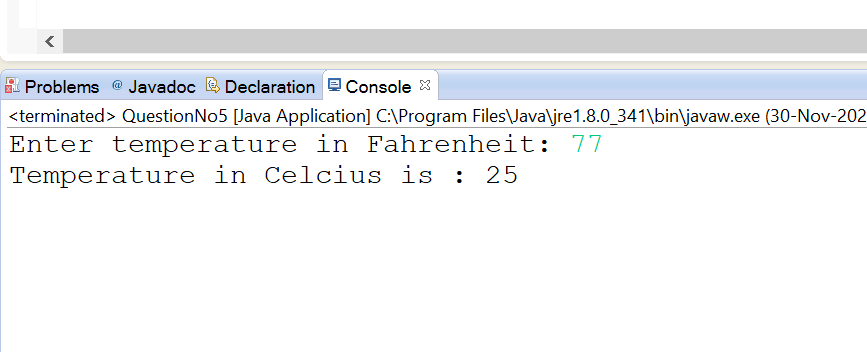 Problems @ Javadoc Declaration Console
<terminated> QuestionNo5 [Java Application] C:\Program Files\Java\jre1.8.0_341\bin\javaw.exe (30-Nov-202
Enter temperature in Fahrenheit: 77
Temperature in Celcius is : 25